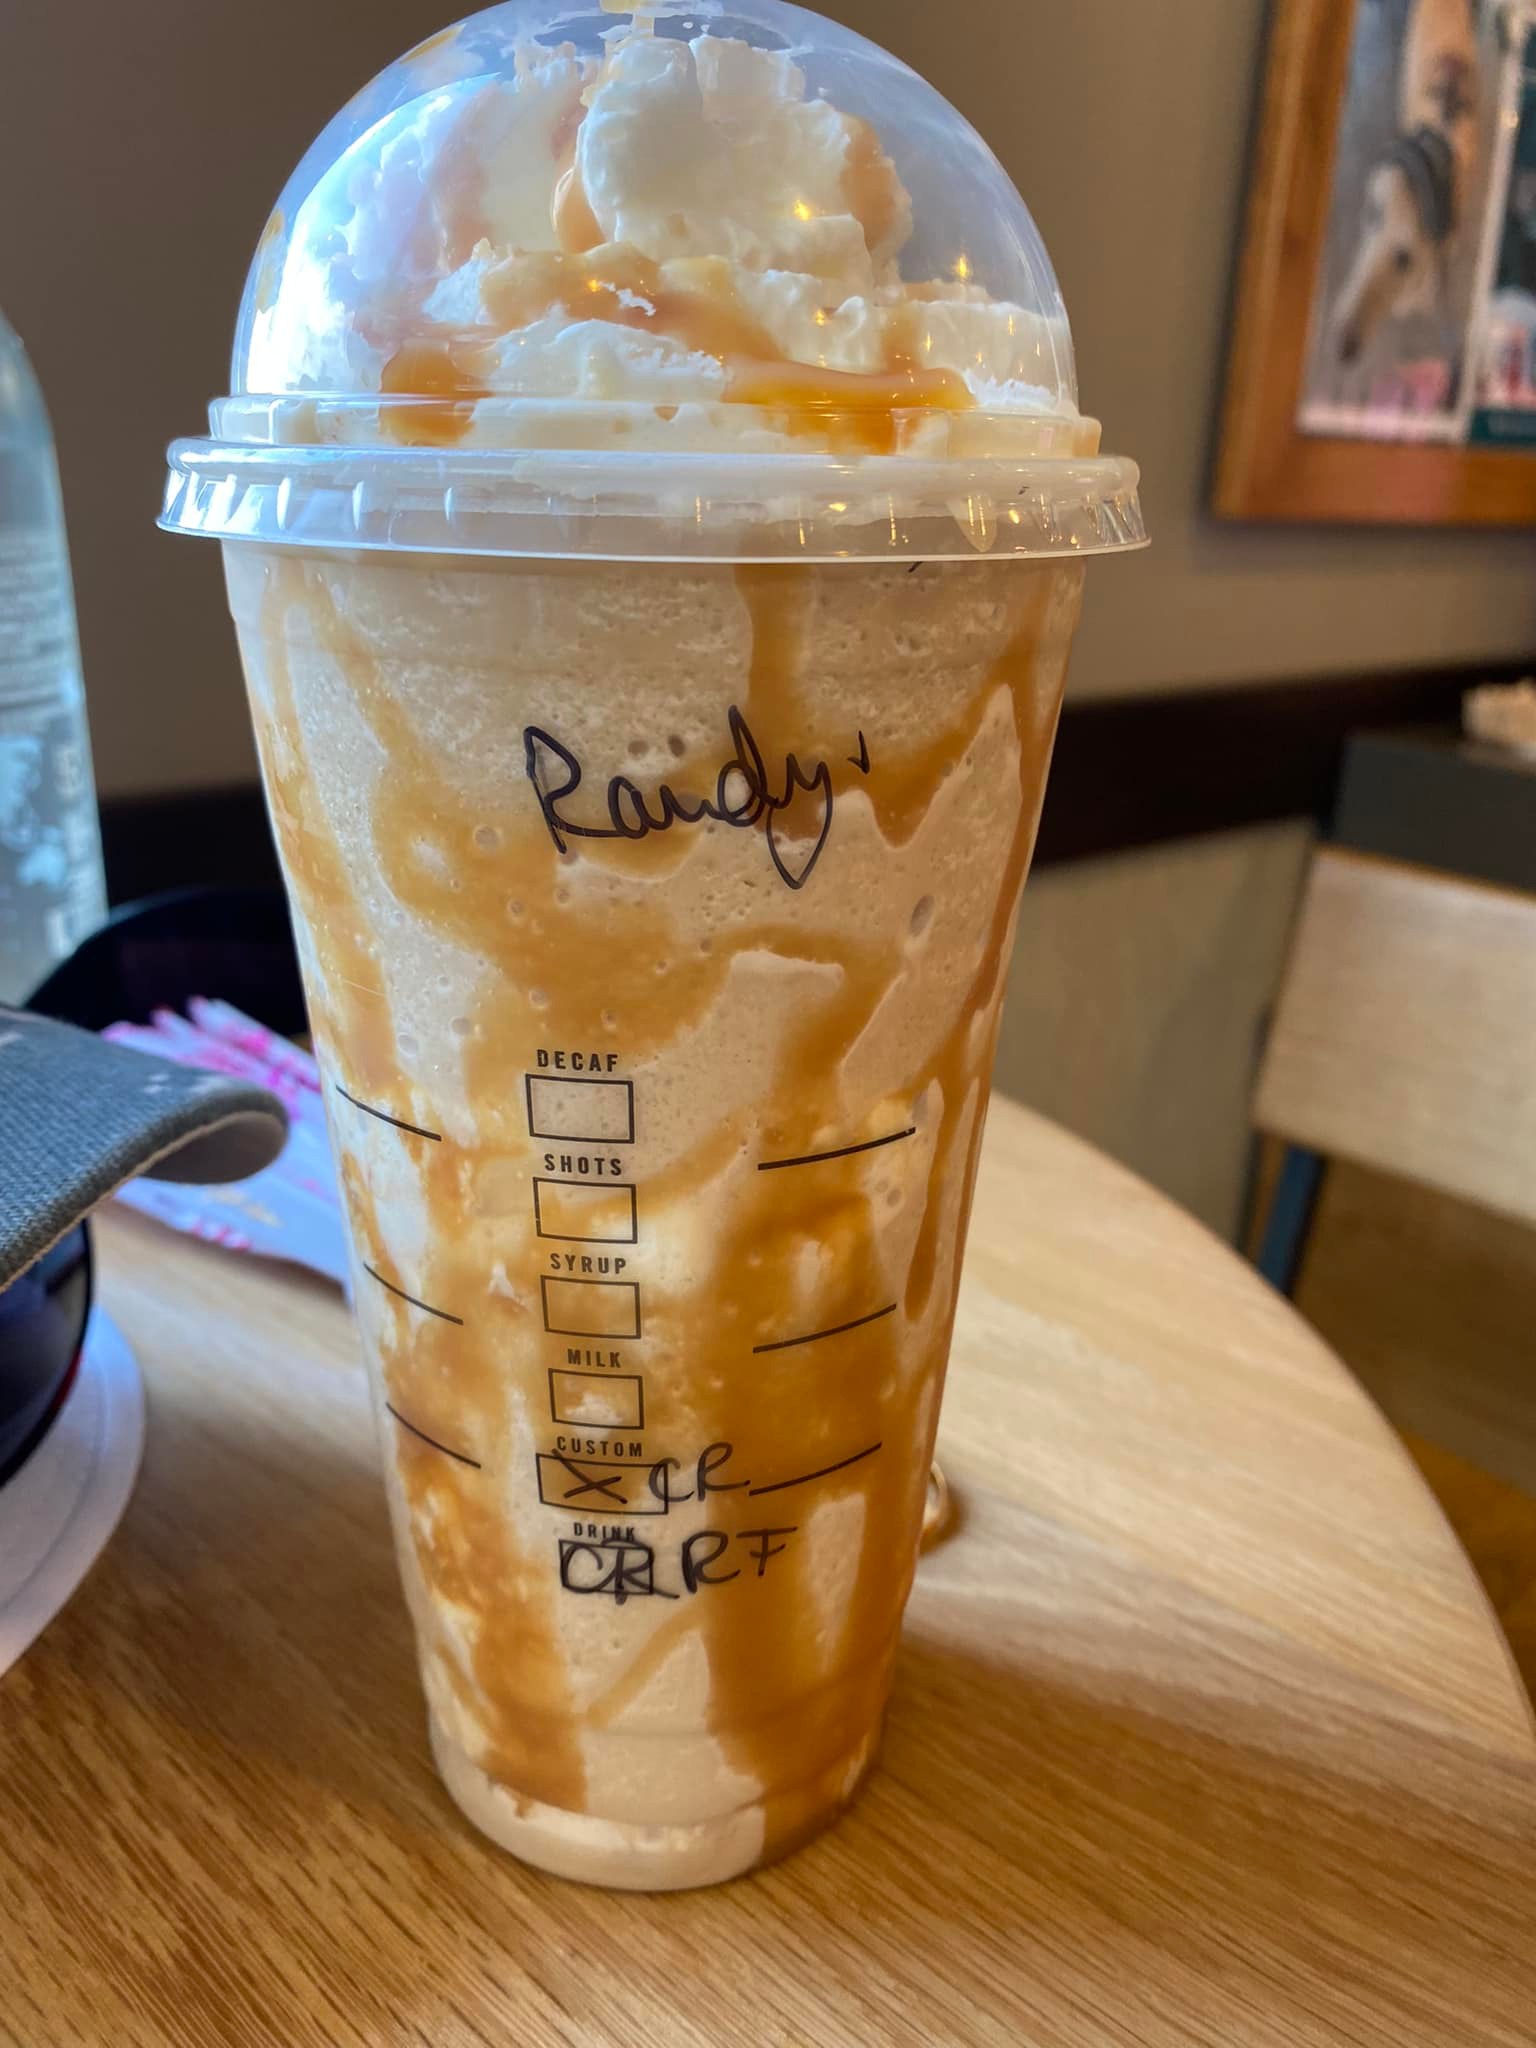 Randy
DECAF
SHOTS
SYRUP
MILK
CUSTOM
X CR
DRINK
CRRF